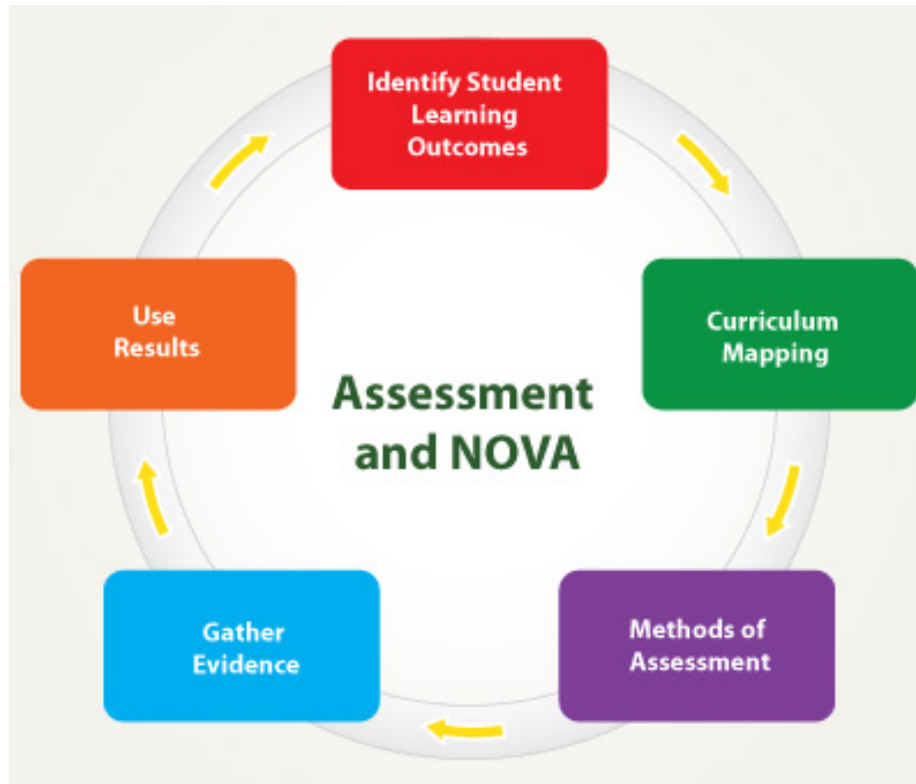 Identify Student
Learning
Outcomes
Curriculum
Mapping
Methods of
Assessment
Gather
Evidence
Use
Results
Assessment
and NOVA